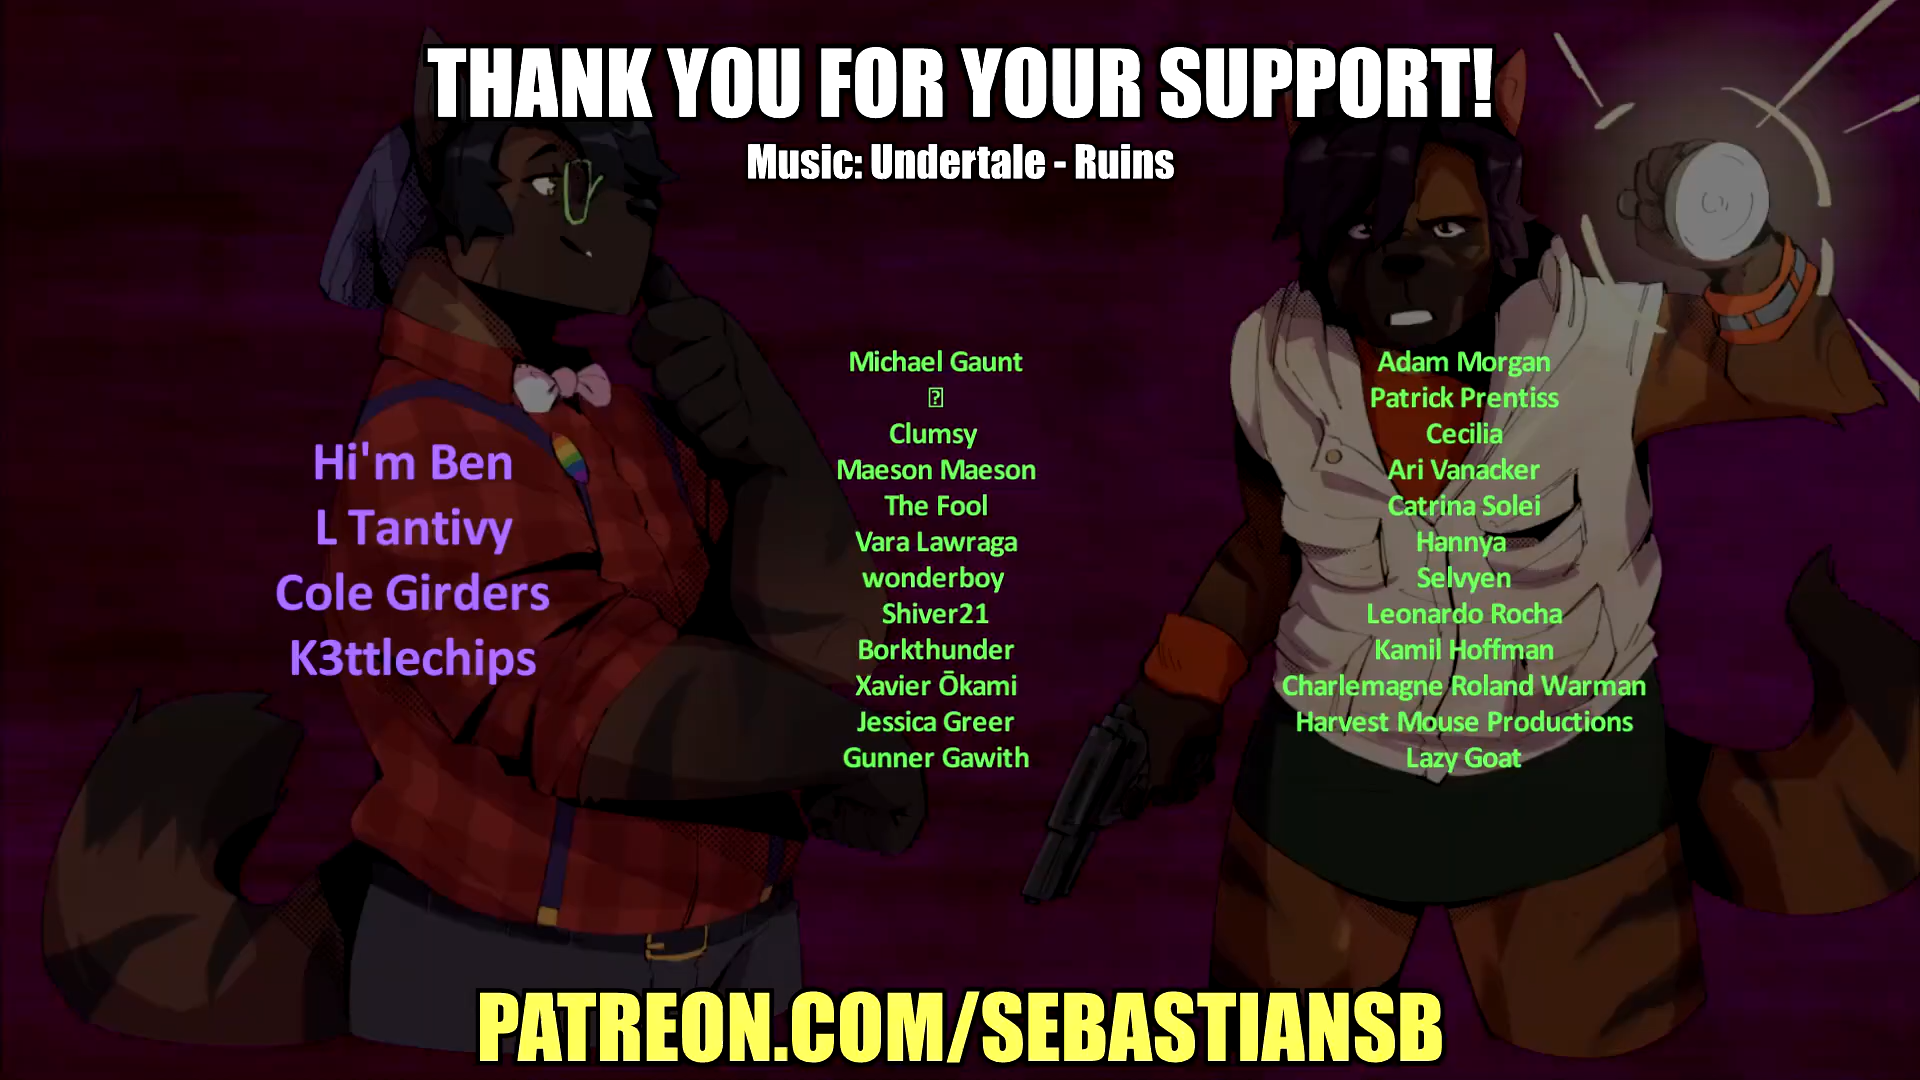 THANK YOU FOR YOUR SUPPORT!
Music: Undertale - Ruins
Hi'm Ben
L Tantivy
Cole Girders
K3ttlechips
Michael Gaunt
Clumsy
Maeson Maeson
The Fool
Vara Lawraga
wonderboy
Shiver21
Borkthunder
Xavier Ōkami
Jessica Greer
Gunner Gawith
Adam Morgan
Patrick Prentiss
Cecilia
Ari Vanacker
Catrina Solei
Hannya
Selvyen
Leonardo Rocha
Kamil Hoffman
Charlemagne Roland Warman
Harvest Mouse Productions
Lazy Goat
PATREON.COM/SEBASTIANSB